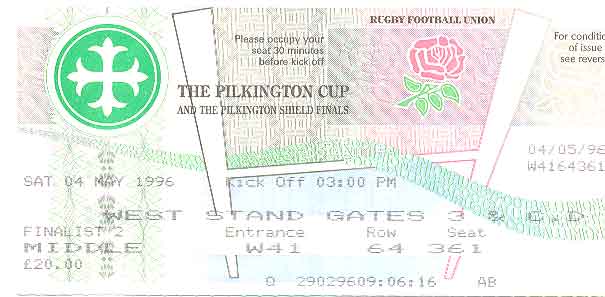 RUGBY FOOTBALL UNION
Please occupy your
seat 30 minutes
before kick off
For conditio
of issue
see revers
THE PILKINGTON CUP
AND THE PILKINGTON SHIELD FINALS
04/05/96
W4164361
SAT 04 MAY 1996 Kick Off 03:00 PM
WEST STAND GATES 3 & C,D
FINALIST 2 Entrance Row Seat
MIDDLE W41 64 361
£20.00
0 29029609:06:16 AB